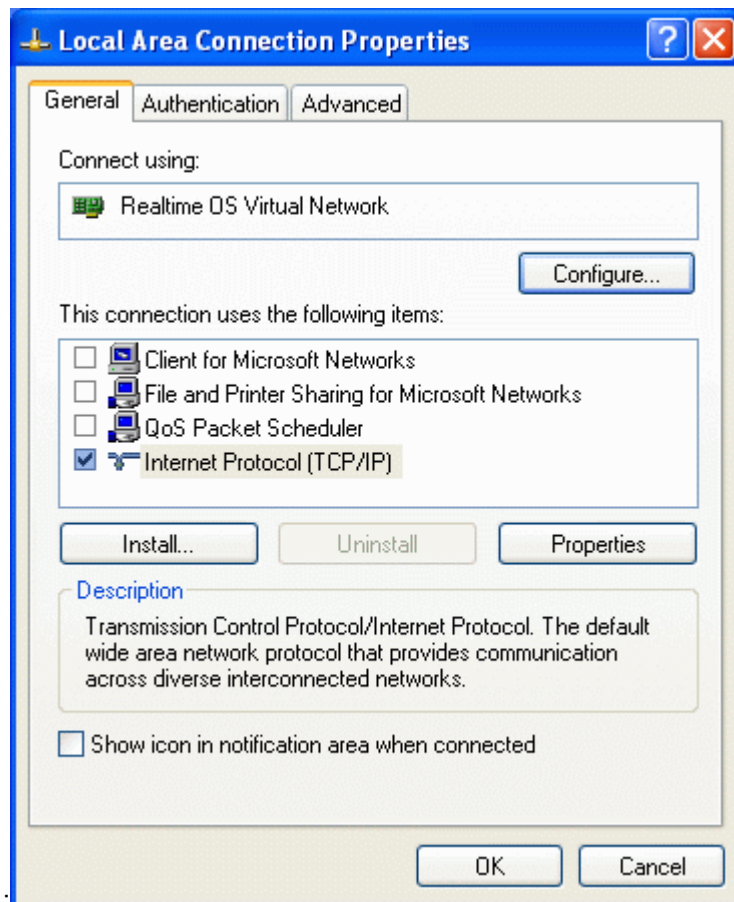 Local Area Connection Properties
General
Authentication
Advanced
Connect using:
Realtime OS Virtual Network
Configure...
This connection uses the following items:
Client for Microsoft Networks
File and Printer Sharing for Microsoft Networks
QoS Packet Scheduler
Internet Protocol (TCP/IP)
Install...
Uninstall
Properties
Description
Transmission Control Protocol/Internet Protocol. The default
wide area network protocol that provides communication
across diverse interconnected networks.
Show icon in notification area when connected
OK
Cancel
.